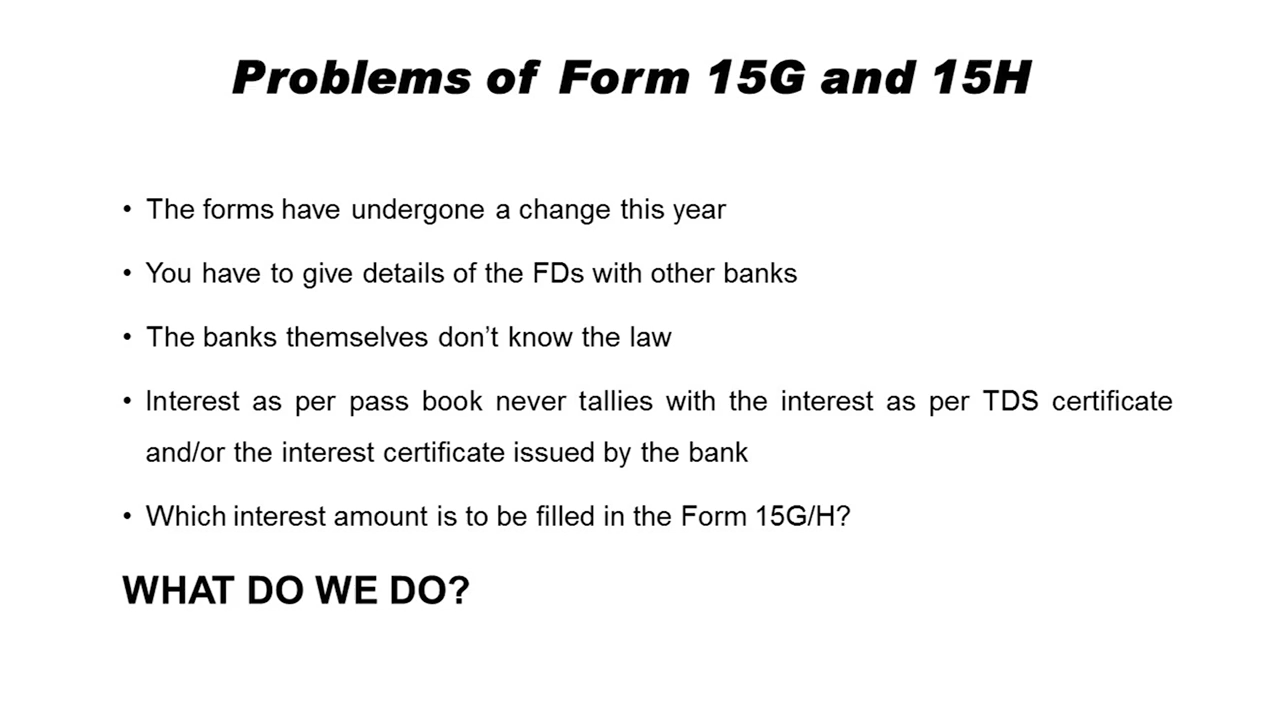 Problems of Form 15G and 15H
• The forms have undergone a change this year
• You have to give details of the FDs with other banks
• The banks themselves don’t know the law
• Interest as per pass book never tallies with the interest as per TDS certificate
and/or the interest certificate issued by the bank
• Which interest amount is to be filled in the Form 15G/H?
WHAT DO WE DO?